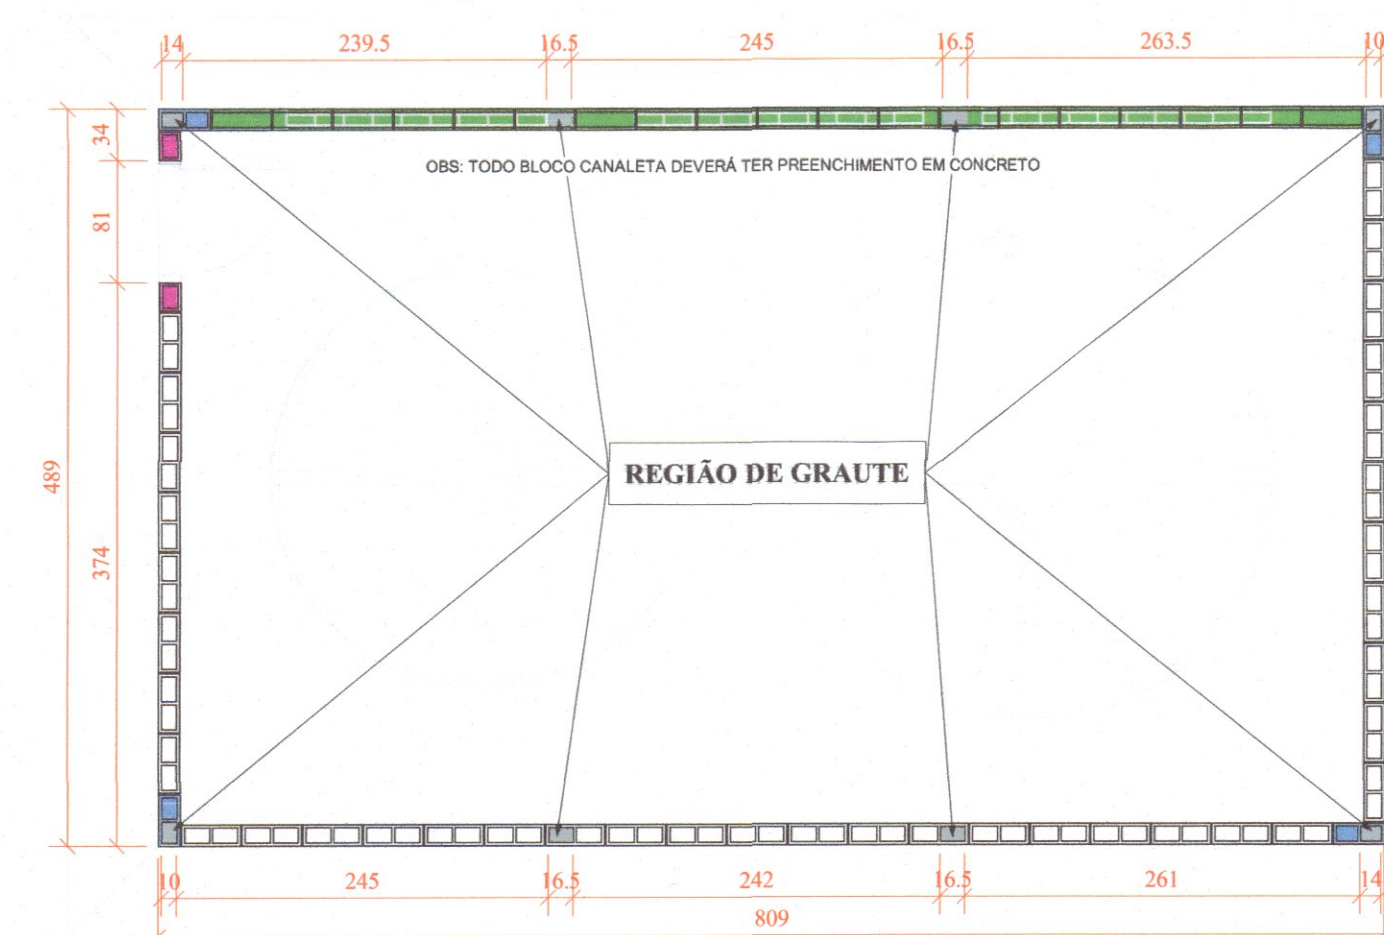 14 239.5 16.5 245 16.5 263.5 10
34
OBS: TODO BLOCO CANALETA DEVERÁ TER PREENCHIMENTO EM CONCRETO
81
489
REGIÃO DE GRAUTE
374
10 245 16.5 242 16.5 261 14
809